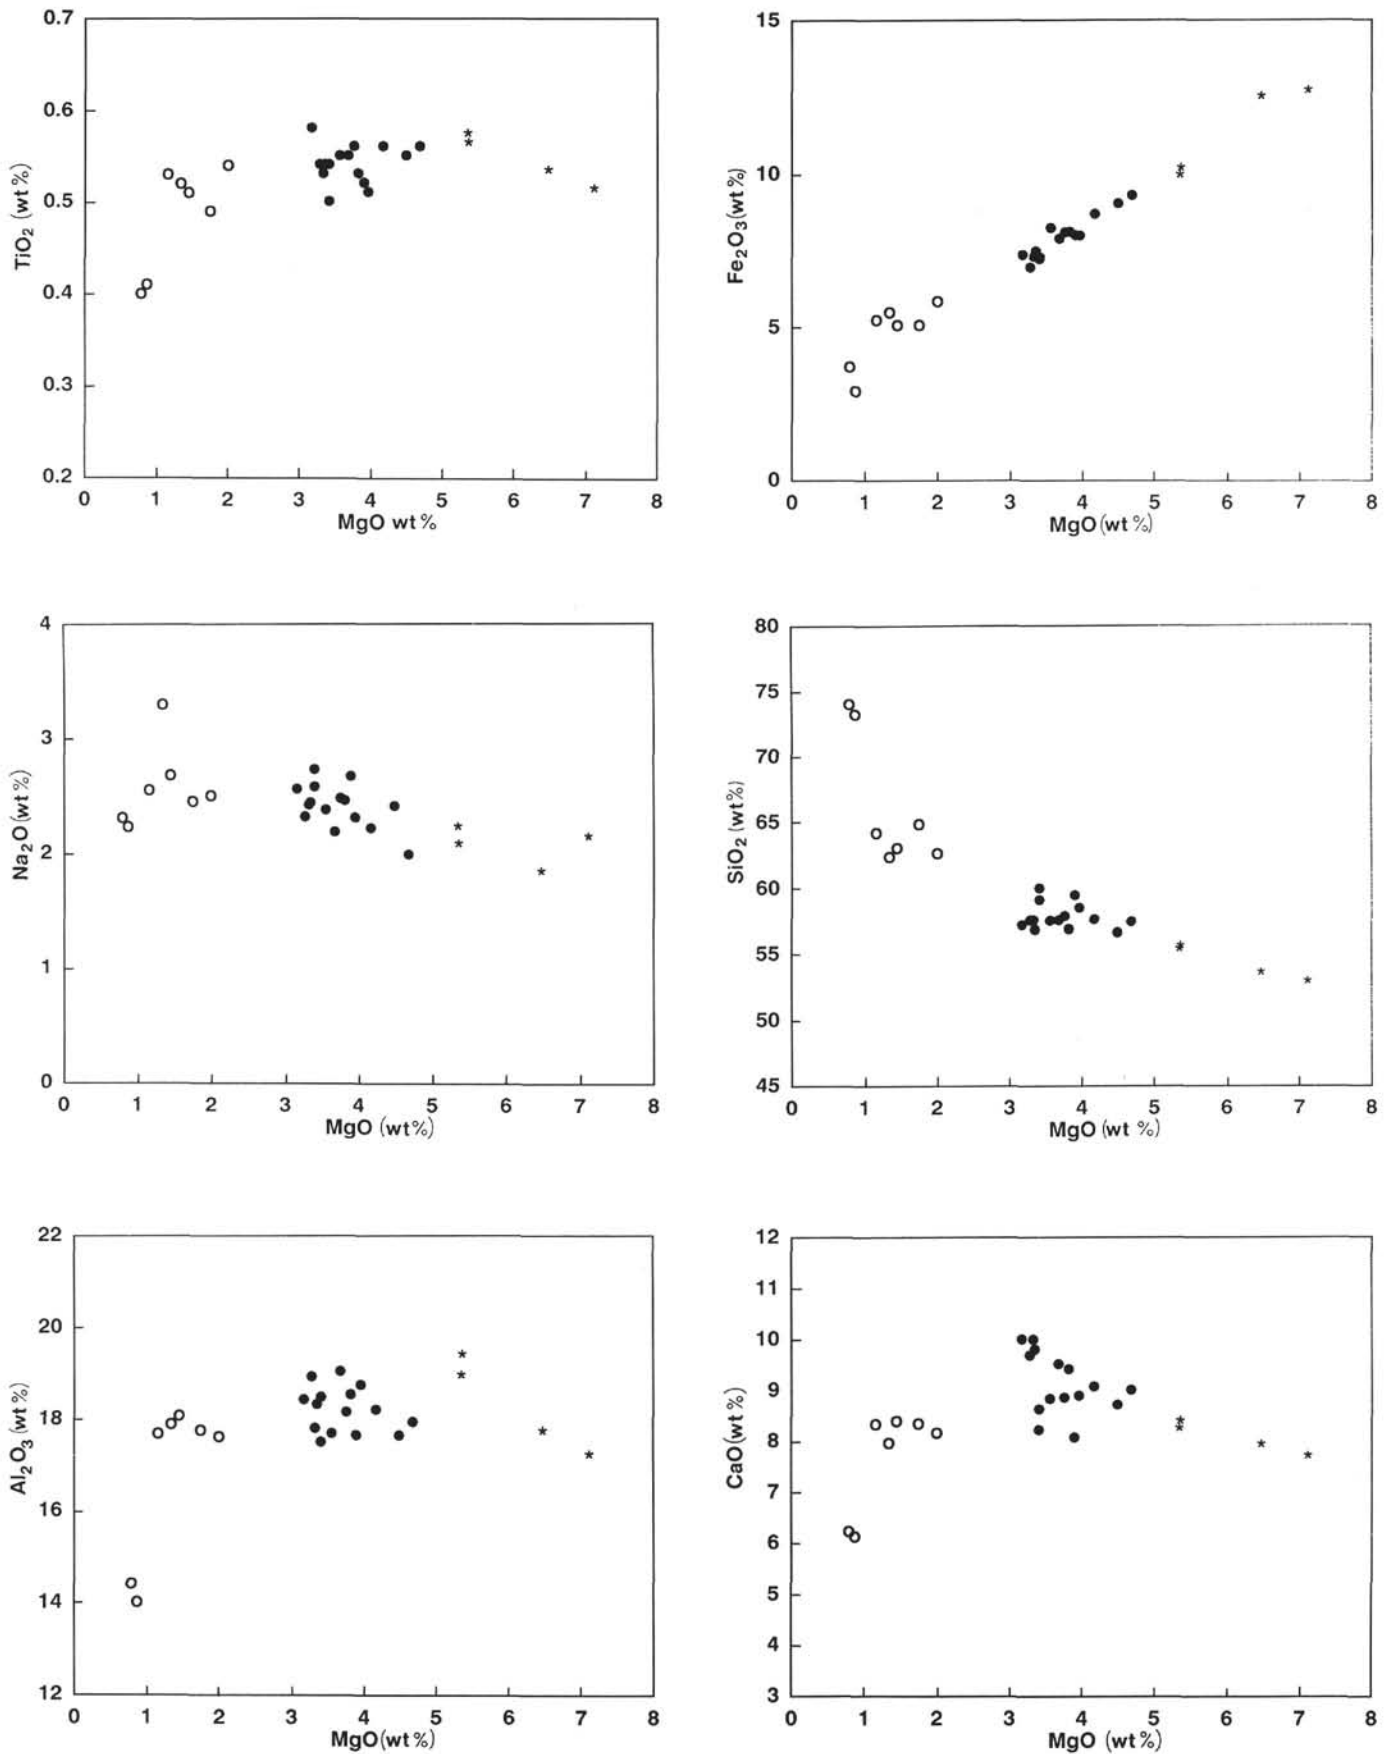 0.7
0.6
0.5
0.4
0.3
0.2
TiO₂ (wt%)
0 1 2 3 4 5 6 7 8
MgO wt%
15
10
5
0
Fe₂O₃(wt%)
0 1 2 3 4 5 6 7 8
MgO(wt%)
4
3
2
1
0
Na₂O(wt%)
0 1 2 3 4 5 6 7 8
MgO (wt%)
80
75
70
65
60
55
50
45
SiO₂ (wt%)
0 1 2 3 4 5 6 7 8
MgO (wt %)
22
20
18
16
14
12
Al₂O₃(wt%)
0 1 2 3 4 5 6 7 8
MgO(wt%)
12
11
10
9
8
7
6
5
4
3
CaO(wt%)
0 1 2 3 4 5 6 7 8
MgO (wt%)